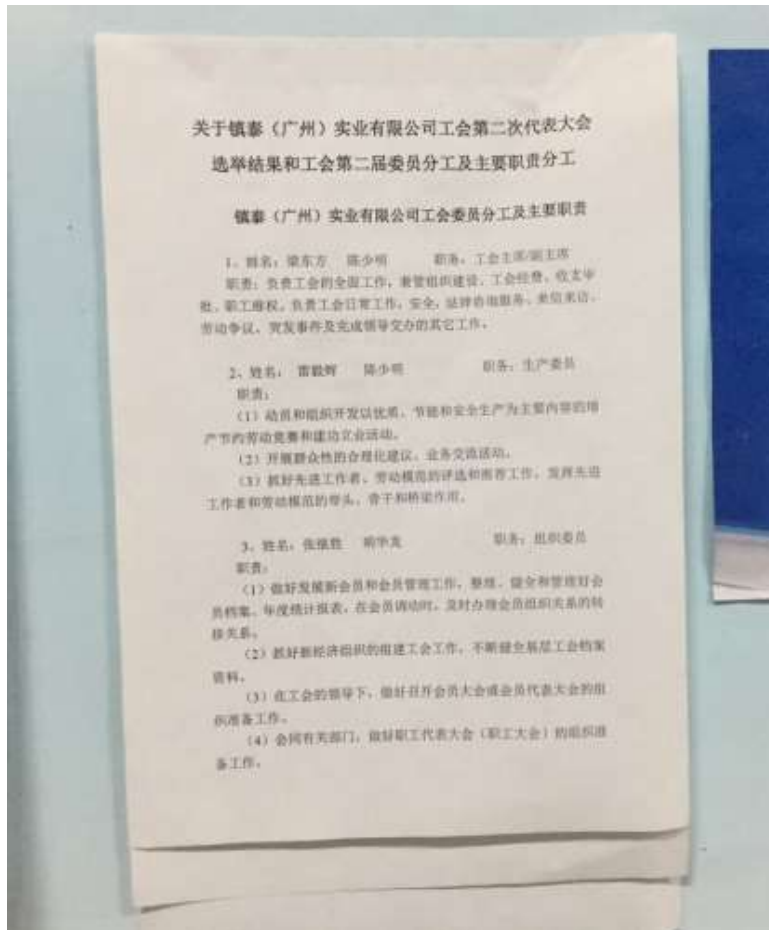 关于镇泰（广州）实业有限公司工会第二次代表大会
选举结果和工会第二届委员分工及主要职责分工
镇泰（广州）实业有限公司工会委员分工及主要职责
1、姓名：梁东方 陈少明 职务：工会主席/副主席
职责：负责工会的全面工作，兼管组织建设、工会经费、收支审
批、职工维权，负责工会日常工作、安全、法律咨询服务、来信来访、
劳动争议、突发事件及完成领导交办的其它工作。
2、姓名： 雷毅辉 陈少明 职务：生产委员
职责：
（1）动员和组织开发以优质、节能和安全生产为主要内容的增
产节约劳动竞赛和建功立业活动。
（2）开展群众性的合理化建议、业务交流活动。
（3）抓好先进工作者、劳动模范的评选和推荐工作，发挥先进
工作者和劳动模范的带头、骨干和桥梁作用。
3、姓名：张继胜 华龙 职务：组织委员
职责：
（1）做好发展新会员和会员管理工作，整理、健全和管理好会
员档案、年度统计报表，在会员调动时，及时办理会员组织关系的转
接关系。
（2）抓好新经济组织的组建工会工作，不断健全基层工会档案
资料。
（3）在工会的领导下，做好召开会员大会或会员代表大会的组
织准备工作。
（4）会同有关部门，做好职工代表大会（职工大会）的组织准
备工作。